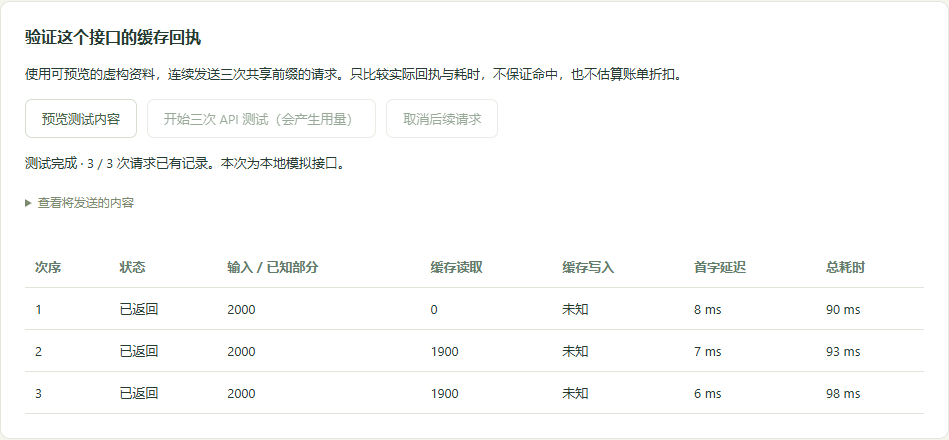 验证这个接口的缓存回执
使用可预览的虚构资料，连续发送三次共享前缀的请求。只比较实际回执与耗时，不保证命中，也不估算账单折扣。
预览测试内容 开始三次 API 测试（会产生用量） 取消后续请求
测试完成 · 3 / 3 次请求已有记录。本次为本地模拟接口。
▶ 查看将发送的内容
次序 状态 输入 / 已知部分 缓存读取 缓存写入 首字延迟 总耗时
1 已返回 2000 0 未知 8 ms 90 ms
2 已返回 2000 1900 未知 7 ms 93 ms
3 已返回 2000 1900 未知 6 ms 98 ms